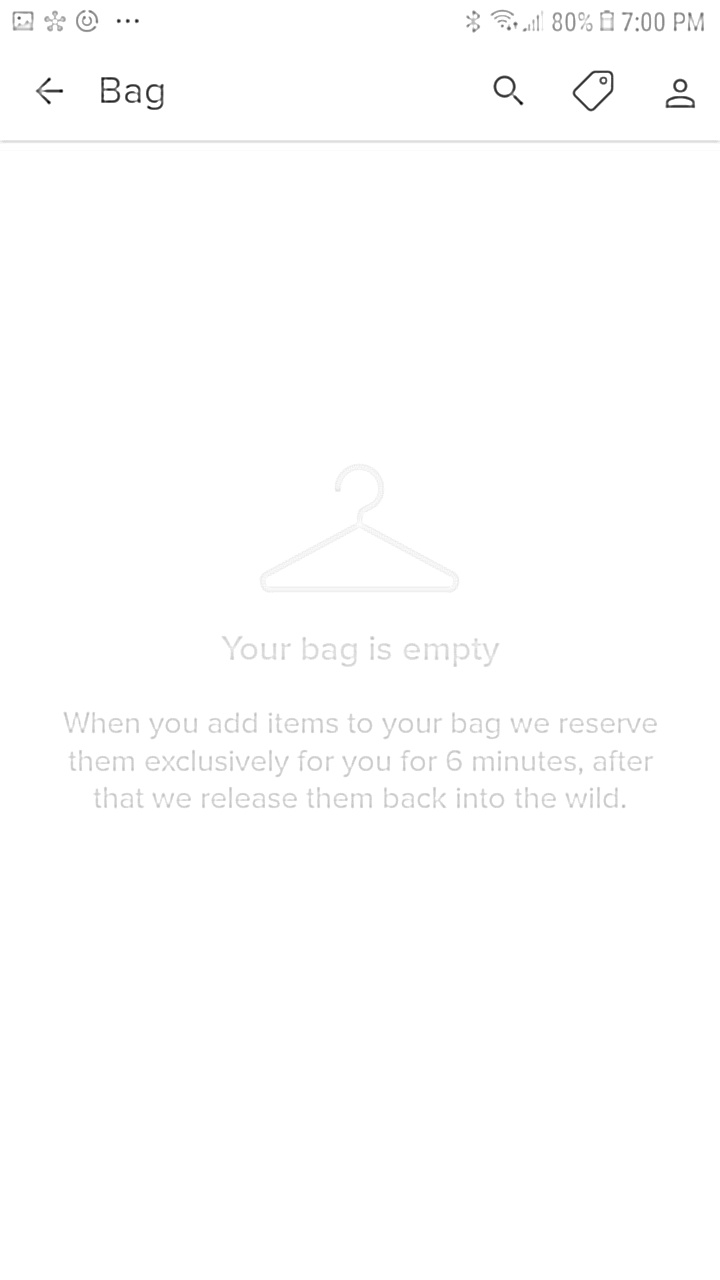 80% 7:00 PM
Bag
Your bag is empty
When you add items to your bag we reserve
them exclusively for you for 6 minutes, after
that we release them back into the wild.